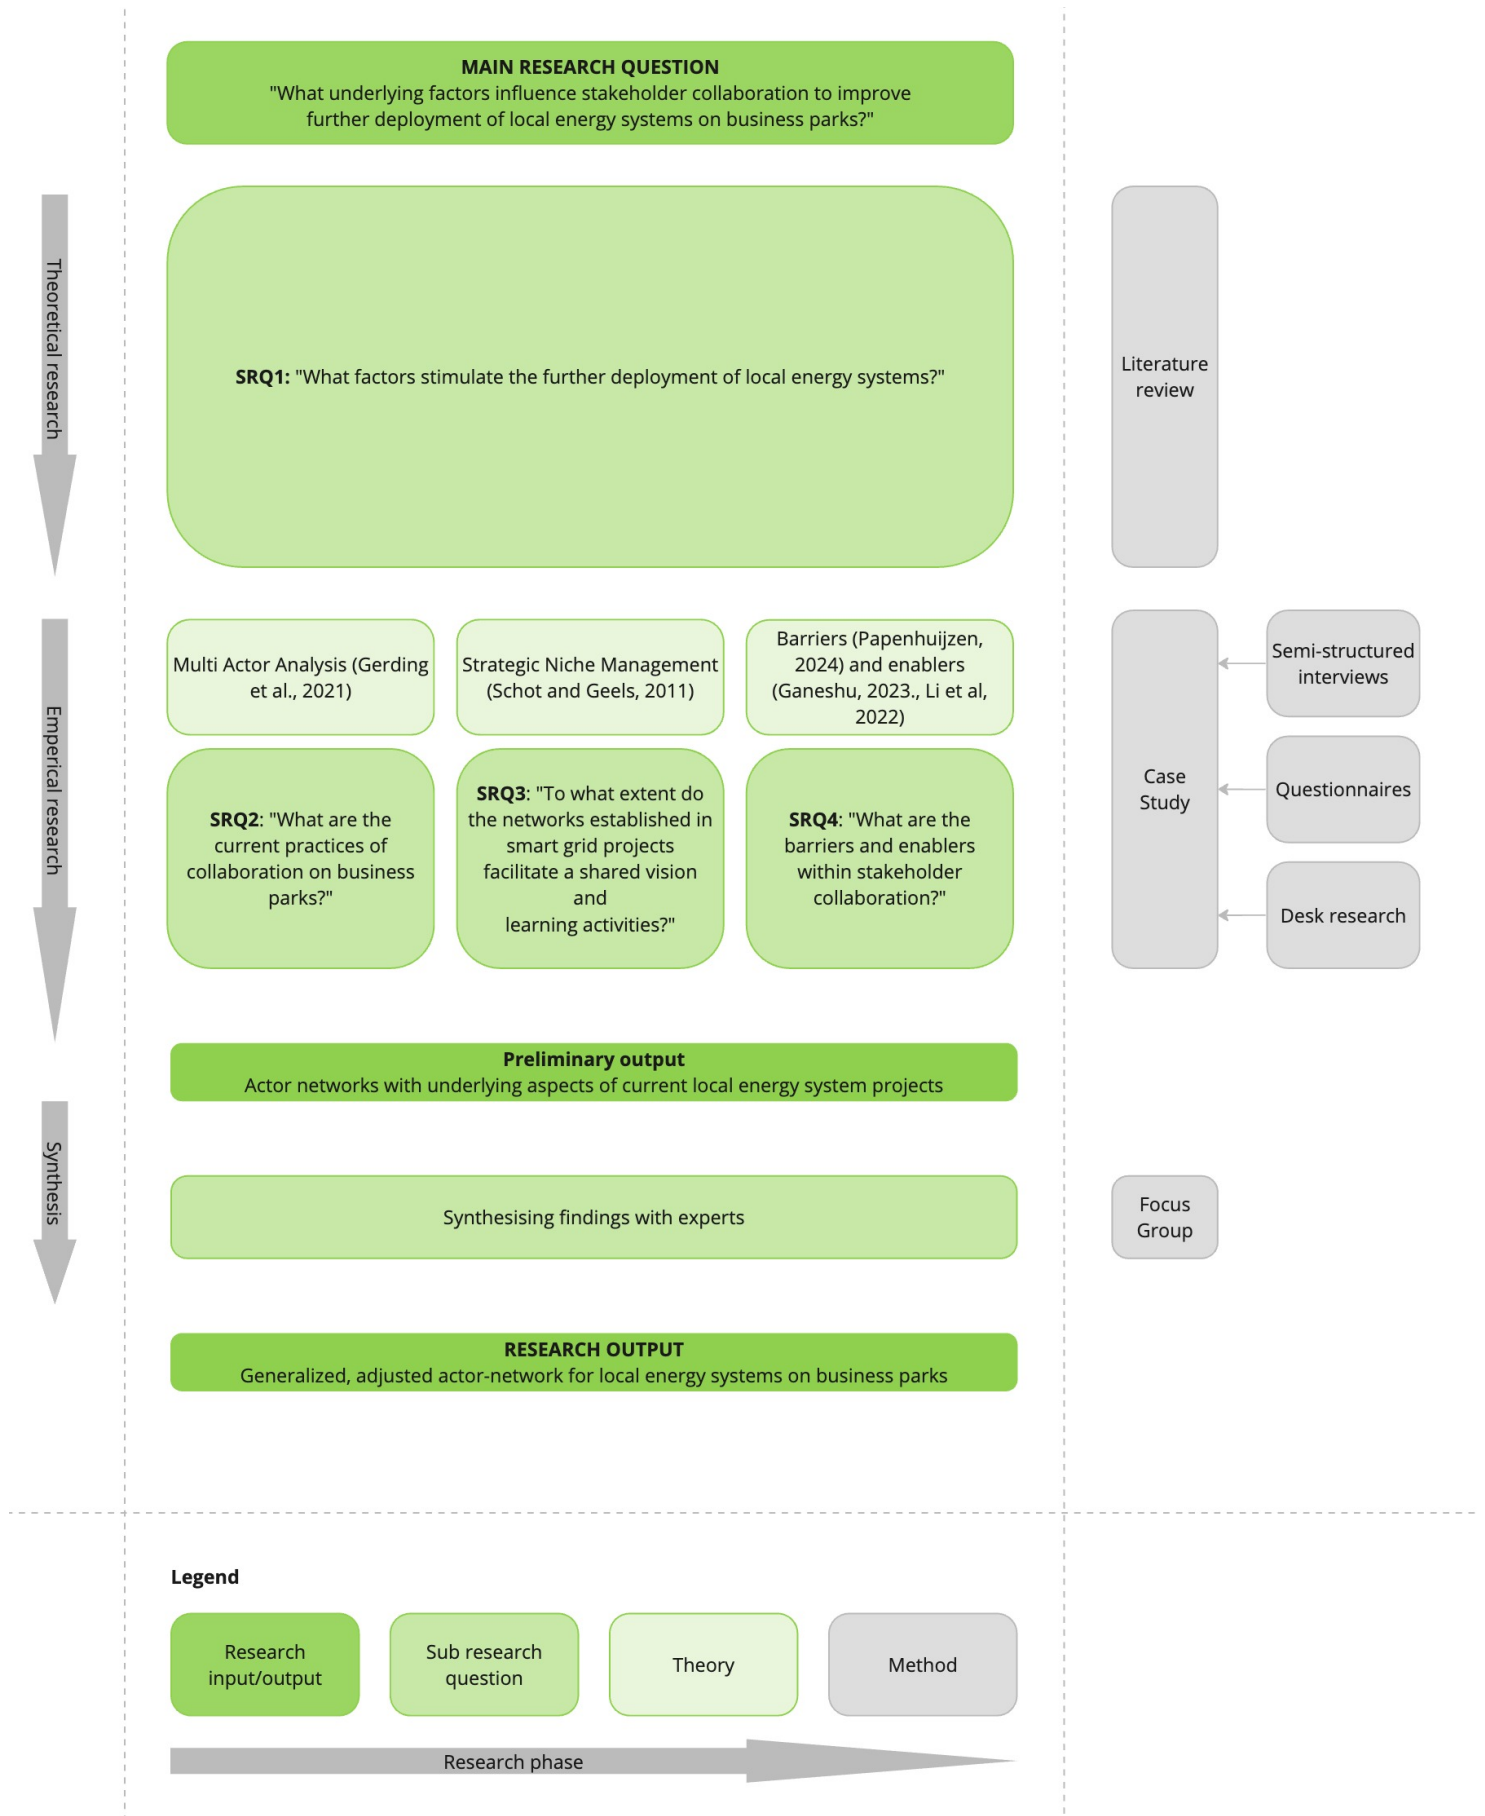 MAIN RESEARCH QUESTION
"What underlying factors influence stakeholder collaboration to improve
further deployment of local energy systems on business parks?"
Theoretical research
SRQ1: "What factors stimulate the further deployment of local energy systems?"
Literature
review
Emperical research
Multi Actor Analysis (Gerding
et al., 2021)
Strategic Niche Management
(Schot and Geels, 2011)
Barriers (Papenhuijzen,
2024) and enablers
(Ganeshu, 2023., Li et al,
2022)
SRQ2: "What are the
current practices of
collaboration on business
parks?"
SRQ3: "To what extent do
the networks established in
smart grid projects
facilitate a shared vision
and
learning activities?"
SRQ4: "What are the
barriers and enablers
within stakeholder
collaboration?"
Case
Study
Semi-structured
interviews
Questionnaires
Desk research
Preliminary output
Actor networks with underlying aspects of current local energy system projects
Synthesis
Synthesising findings with experts
Focus
Group
RESEARCH OUTPUT
Generalized, adjusted actor-network for local energy systems on business parks
Legend
Research
input/output
Sub research
question
Theory
Method
Research phase